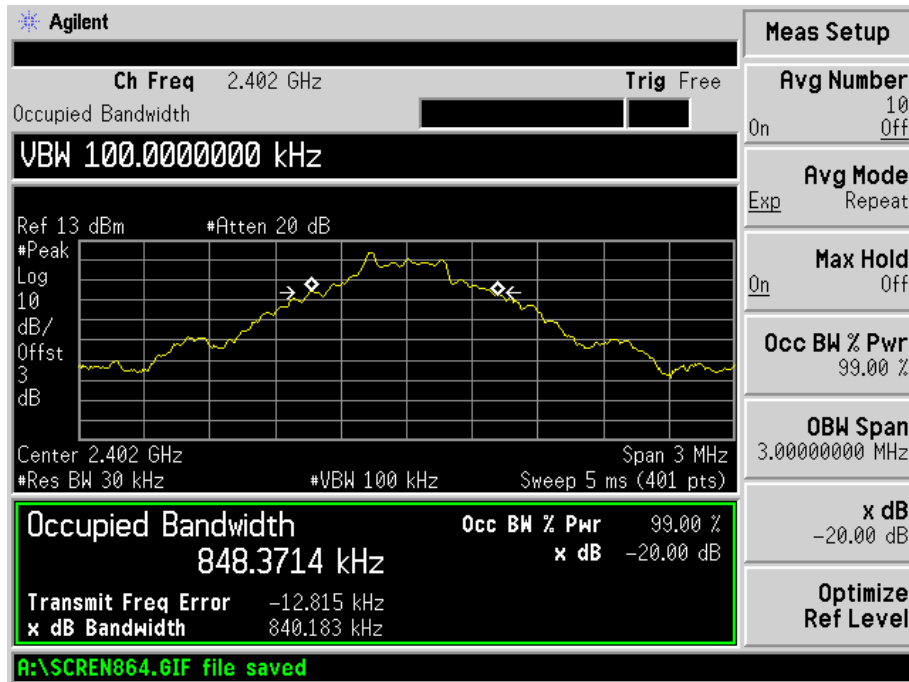 Agilent
Meas Setup
Ch Freq 2.402 GHz Trig Free
Occupied Bandwidth
VBW 100.0000000 kHz
Ref 13 dBm #Atten 20 dB
#Peak
Log
10
dB/
Offst
3
dB
Center 2.402 GHz Span 3 MHz
#Res BW 30 kHz #VBW 100 kHz Sweep 5 ms (401 pts)
Occupied Bandwidth
848.3714 kHz
Occ BW % Pwr 99.00 %
x dB -20.00 dB
Transmit Freq Error -12.815 kHz
x dB Bandwidth 840.183 kHz
A:\SCREN864.GIF file saved
Avg Number
10
On Off
Avg Mode
Exp Repeat
Max Hold
On Off
Occ BW % Pwr
99.00 %
OBW Span
3.00000000 MHz
x dB
-20.00 dB
Optimize
Ref Level